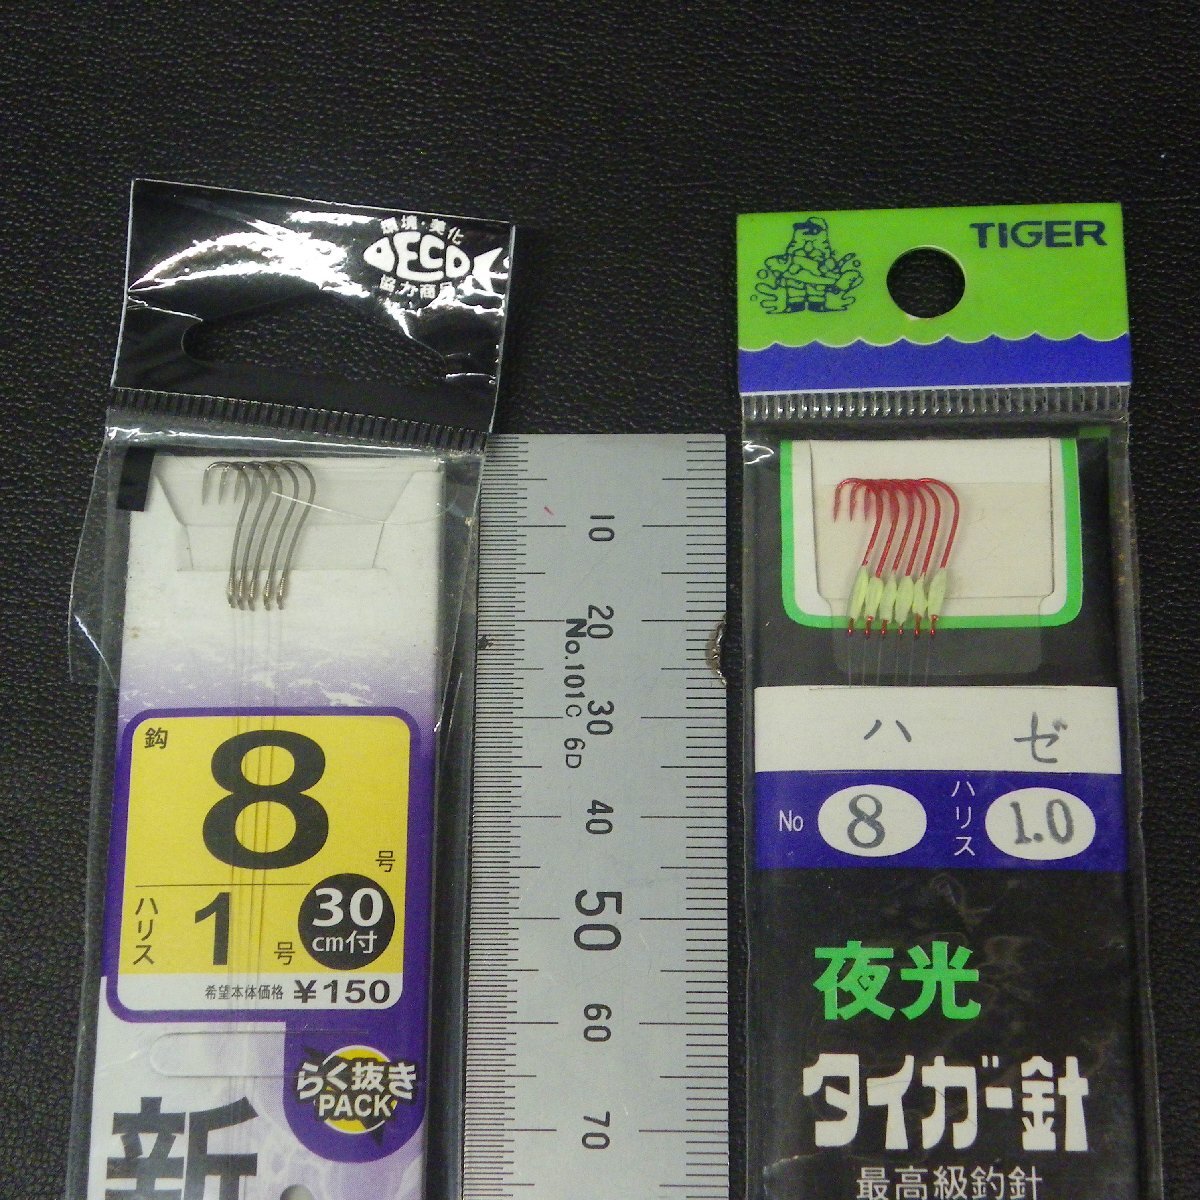 環境・美化
DECO
協力商品
鈎
8
号
ハリス
1
号
30
cm付
希望本体価格 ¥150
らく抜き
PACK
新
10
20
No.101C 6D
30
40
50
60
70
TIGER
ハゼ
No 8 ハリス 1.0
夜光
タイガー針
最高級釣針